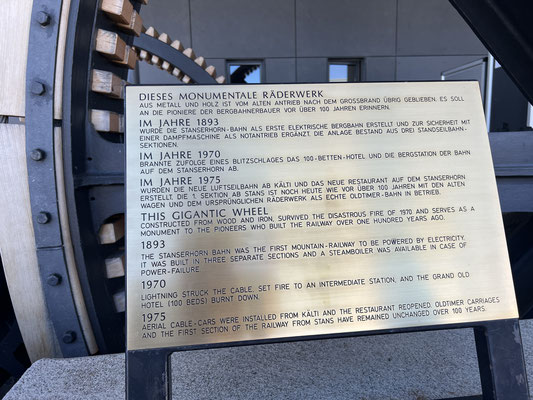 DIESES MONUMENTALE RÄDERWERK
AUS METALL UND HOLZ IST VOM ALTEN ANTRIEB NACH DEM GROSSBRAND ÜBRIG GEBLIEBEN. ES SOLL
AN DIE PIONIERE DER BERGBAHNERBAUER VOR ÜBER 100 JAHREN ERINNERN.
IM JAHRE 1893
WURDE DIE STANSERHORN-BAHN ALS ERSTE ELEKTRISCHE BERGBAHN ERSTELLT UND ZUR SICHERHEIT MIT
EINER DAMPFMASCHINE ALS NOTANTRIEB ERGÄNZT. DIE ANLAGE BESTAND AUS DREI STANDSEILBAHN-
SEKTIONEN.
IM JAHRE 1970
BRANNTE ZUFOLGE EINES BLITZSCHLAGES DAS 100-BETTEN-HOTEL UND DIE BERGSTATION DER BAHN
AUF DEM STANSERHORN AB.
IM JAHRE 1975
WURDEN DIE NEUE LUFTSEILBAHN AB KÄLTI UND DAS NEUE RESTAURANT AUF DEM STANSERHORN
ERSTELLT. DIE 1. SEKTION AB STANS IST NOCH HEUTE WIE VOR ÜBER 100 JAHREN MIT DEN ALTEN
WAGEN UND DEM URSPRÜNGLICHEN RÄDERWERK ALS ECHTE OLDTIMER-BAHN IN BETRIEB.
THIS GIGANTIC WHEEL
CONSTRUCTED FROM WOOD AND IRON, SURVIVED THE DISASTROUS FIRE OF 1970 AND SERVES AS A
MONUMENT TO THE PIONEERS WHO BUILT THE RAILWAY OVER ONE HUNDRED YEARS AGO.
1893
THE STANSERHORN BAHN WAS THE FIRST MOUNTAIN-RAILWAY TO BE POWERED BY ELECTRICITY.
IT WAS BUILT IN THREE SEPARATE SECTIONS AND A STEAMBOILER WAS AVAILABLE IN CASE OF
POWER-FAILURE.
1970
LIGHTNING STRUCK THE CABLE, SET FIRE TO AN INTERMEDIATE STATION, AND THE GRAND OLD
HOTEL (100 BEDS) BURNT DOWN.
1975
AERIAL CABLE-CARS WERE INSTALLED FROM KÄLTI AND THE RESTAURANT REOPENED. OLDTIMER CARRIAGES
AND THE FIRST SECTION OF THE RAILWAY FROM STANS HAVE REMAINED UNCHANGED OVER 100 YEARS.